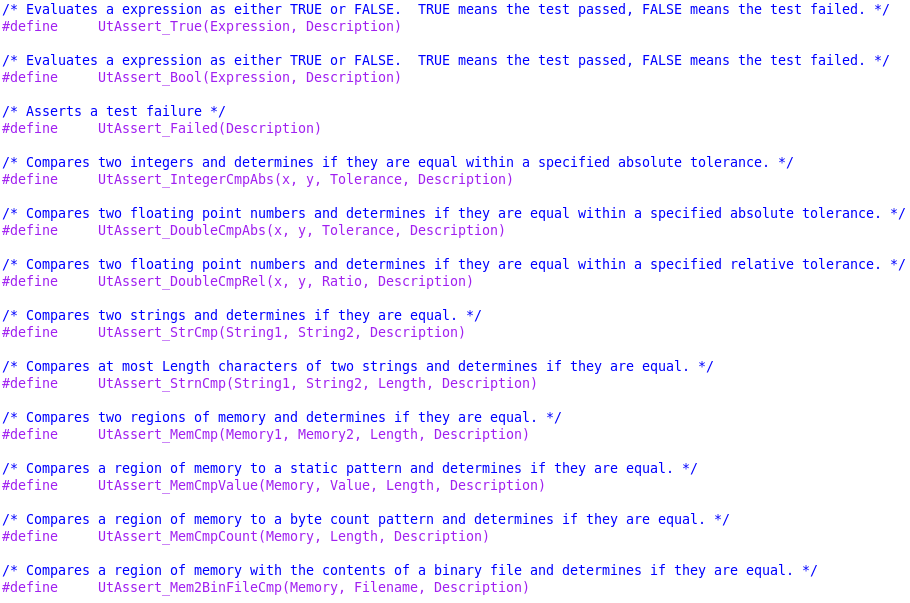 /* Evaluates a expression as either TRUE or FALSE.  TRUE means the test passed, FALSE means the test failed. */
#define     UtAssert_True(Expression, Description)
/* Evaluates a expression as either TRUE or FALSE.  TRUE means the test passed, FALSE means the test failed. */
#define     UtAssert_Bool(Expression, Description)
/* Asserts a test failure */
#define     UtAssert_Failed(Description)
/* Compares two integers and determines if they are equal within a specified absolute tolerance. */
#define     UtAssert_IntegerCmpAbs(x, y, Tolerance, Description)
/* Compares two floating point numbers and determines if they are equal within a specified absolute tolerance. */
#define     UtAssert_DoubleCmpAbs(x, y, Tolerance, Description)
/* Compares two floating point numbers and determines if they are equal within a specified relative tolerance. */
#define     UtAssert_DoubleCmpRel(x, y, Ratio, Description)
/* Compares two strings and determines if they are equal. */
#define     UtAssert_StrCmp(String1, String2, Description)
/* Compares at most Length characters of two strings and determines if they are equal. */
#define     UtAssert_StrnCmp(String1, String2, Length, Description)
/* Compares two regions of memory and determines if they are equal. */
#define     UtAssert_MemCmp(Memory1, Memory2, Length, Description)
/* Compares a region of memory to a static pattern and determines if they are equal. */
#define     UtAssert_MemCmpValue(Memory, Value, Length, Description)
/* Compares a region of memory to a byte count pattern and determines if they are equal. */
#define     UtAssert_MemCmpCount(Memory, Length, Description)
/* Compares a region of memory with the contents of a binary file and determines if they are equal. */
#define     UtAssert_Mem2BinFileCmp(Memory, Filename, Description)